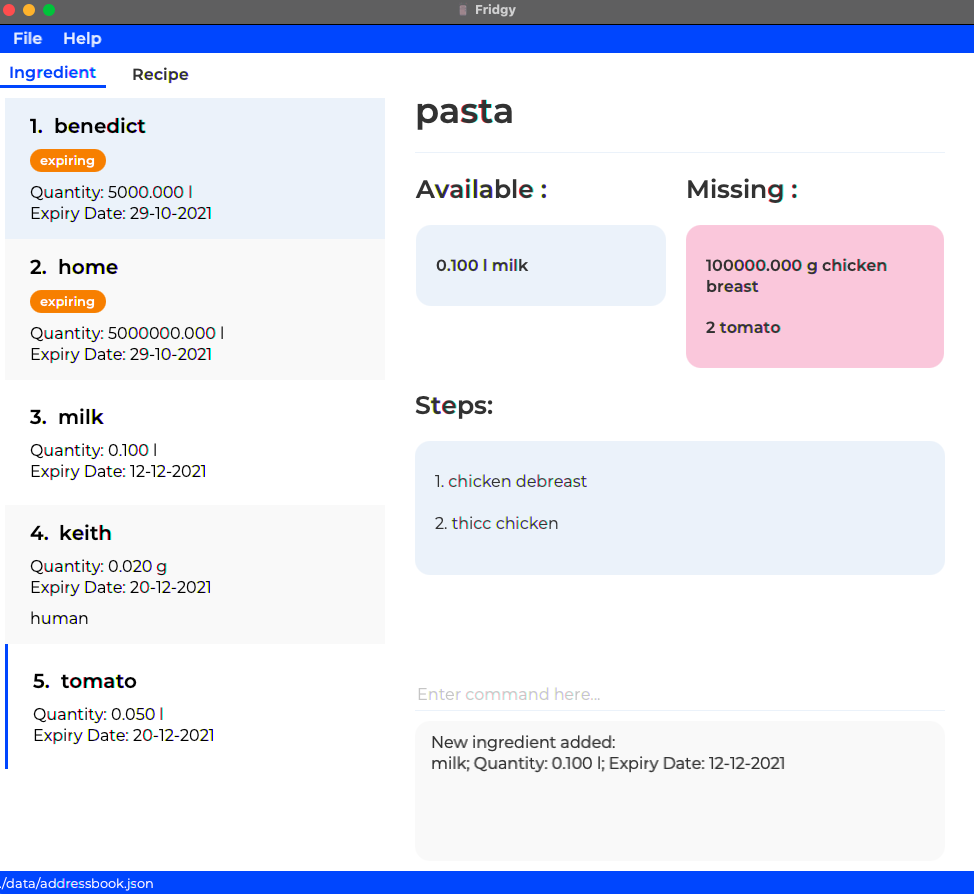 Fridgy
File Help
Ingredient Recipe
1. benedict
expiring
Quantity: 5000.000 l
Expiry Date: 29-10-2021
2. home
expiring
Quantity: 5000000.000 l
Expiry Date: 29-10-2021
3. milk
Quantity: 0.100 l
Expiry Date: 12-12-2021
4. keith
Quantity: 0.020 g
Expiry Date: 20-12-2021
human
5. tomato
Quantity: 0.050 l
Expiry Date: 20-12-2021
pasta
Available :
0.100 l milk
Missing :
100000.000 g chicken
breast
2 tomato
Steps:
1. chicken debreast
2. thicc chicken
Enter command here...
New ingredient added:
milk; Quantity: 0.100 l; Expiry Date: 12-12-2021
./data/addressbook.json